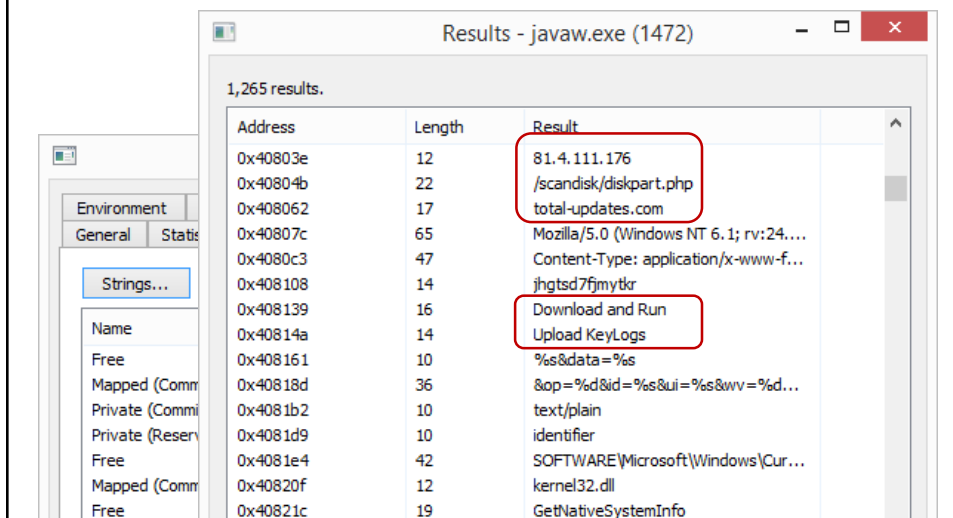 Results - javaw.exe (1472)
1,265 results.
Address Length Result
0x40803e 12 81.4.111.176
0x40804b 22 /scandisk/diskpart.php
0x408062 17 total-updates.com
0x40807c 65 Mozilla/5.0 (Windows NT 6.1; rv:24....
0x4080c3 47 Content-Type: application/x-www-f...
0x408108 14 jhgtsd7fjmytkr
0x408139 16 Download and Run
0x40814a 14 Upload KeyLogs
0x408161 10 %s&data=%s
0x40818d 36 &op=%d&id=%s&ui=%s&wv=%d...
0x4081b2 10 text/plain
0x4081d9 10 identifier
0x4081e4 42 SOFTWARE\Microsoft\Windows\Cur...
0x40820f 12 kernel32.dll
0x40821c 19 GetNativeSystemInfo
Environment
General Statis
Strings...
Name
Free
Mapped (Comm
Private (Commi
Private (Reserv
Free
Mapped (Comm
Free